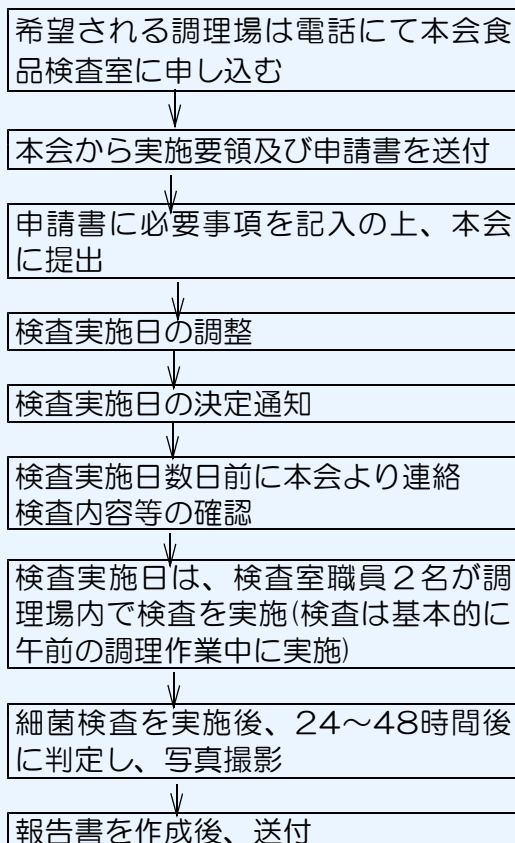 希望される調理場は電話にて本会食
品検査室に申し込む
本会から実施要領及び申請書を送付
申請書に必要事項を記入の上、本会
に提出
検査実施日の調整
検査実施日の決定通知
検査実施日数日前に本会より連絡
検査内容等の確認
検査実施日は、検査室職員２名が調
理場内で検査を実施(検査は基本的に
午前の調理作業中に実施)
細菌検査を実施後、24～48時間後
に判定し、写真撮影
報告書を作成後、送付